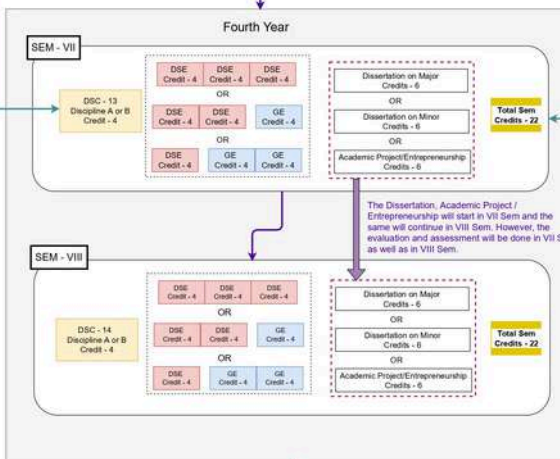 Fourth Year
SEM - VII
DSC - 13
Discipline A or B
Credit - 4
DSE
Credit - 4
DSE
Credit - 4
DSE
Credit - 4
OR
DSE
Credit - 4
DSE
Credit - 4
GE
Credit - 4
OR
DSE
Credit - 4
GE
Credit - 4
GE
Credit - 4
Dissertation on Major
Credits - 6
OR
Dissertation on Minor
Credits - 6
OR
Academic Project/Entrepreneurship
Credits - 6
Total Sem
Credits - 22
The Dissertation, Academic Project /
Entrepreneurship will start in VII Sem and the
same will continue in VIII Sem. However, the
evaluation and assessment will be done in VII S
as well as in VIII Sem.
SEM - VIII
DSC - 14
Discipline A or B
Credit - 4
DSE
Credit - 4
DSE
Credit - 4
DSE
Credit - 4
OR
DSE
Credit - 4
DSE
Credit - 4
GE
Credit - 4
OR
DSE
Credit - 4
GE
Credit - 4
GE
Credit - 4
Dissertation on Major
Credits - 6
OR
Dissertation on Minor
Credits - 6
OR
Academic Project/Entrepreneurship
Credits - 6
Total Sem
Credits - 22